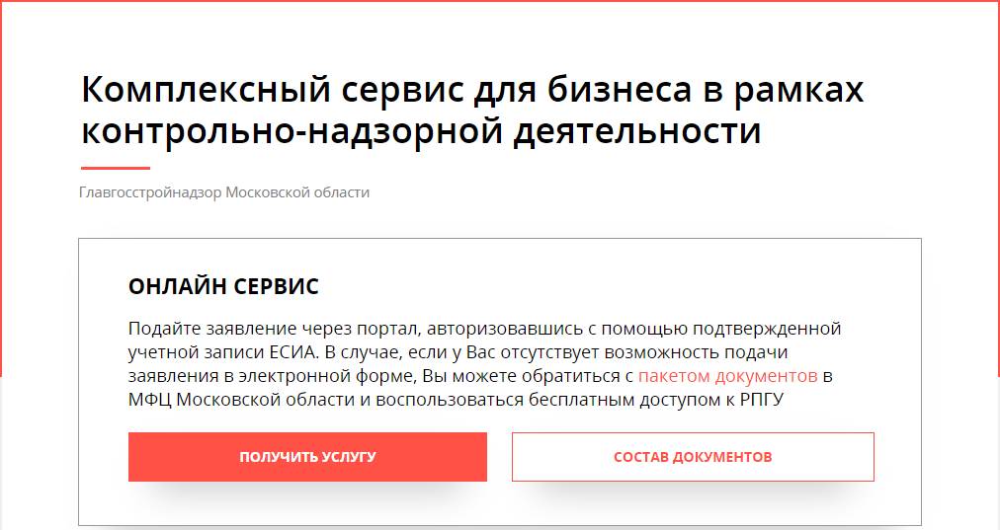 Комплексный сервис для бизнеса в рамках
контрольно-надзорной деятельности
Главгосстройнадзор Московской области
ОНЛАЙН СЕРВИС
Подайте заявление через портал, авторизовавшись с помощью подтвержденной
учетной записи ЕСИА. В случае, если у Вас отсутствует возможность подачи
заявления в электронной форме, Вы можете обратиться с пакетом документов в
МФЦ Московской области и воспользоваться бесплатным доступом к РПГУ
ПОЛУЧИТЬ УСЛУГУ
СОСТАВ ДОКУМЕНТОВ